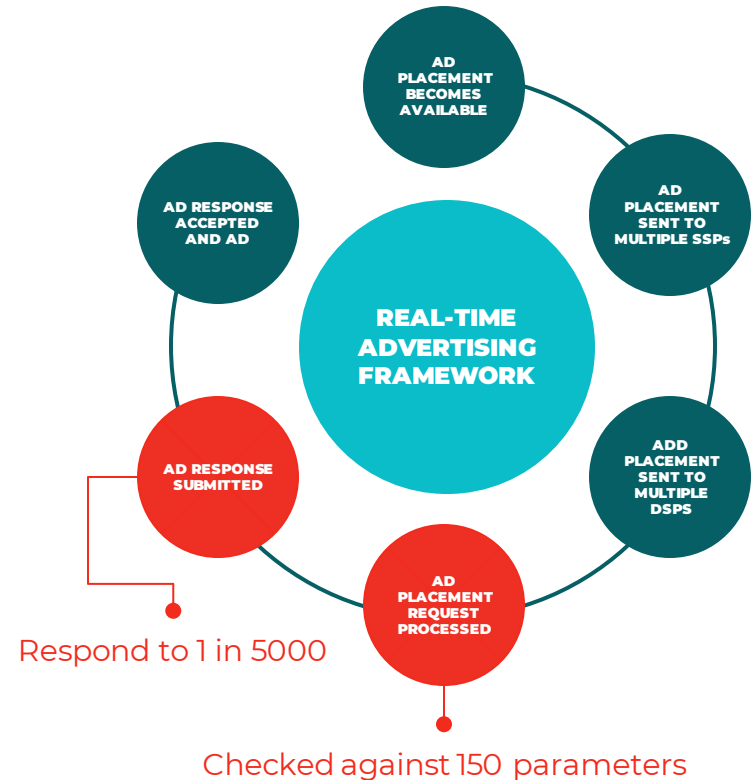 AD
PLACEMENT
BECOMES
AVAILABLE
AD
PLACEMENT
SENT TO
MULTIPLE SSPs
ADD
PLACEMENT
SENT TO
MULTIPLE
DSPS
AD
PLACEMENT
REQUEST
PROCESSED
Checked against 150 parameters
AD RESPONSE
SUBMITTED
Respond to 1 in 5000
AD RESPONSE
ACCEPTED
AND AD
REAL-TIME
ADVERTISING
FRAMEWORK